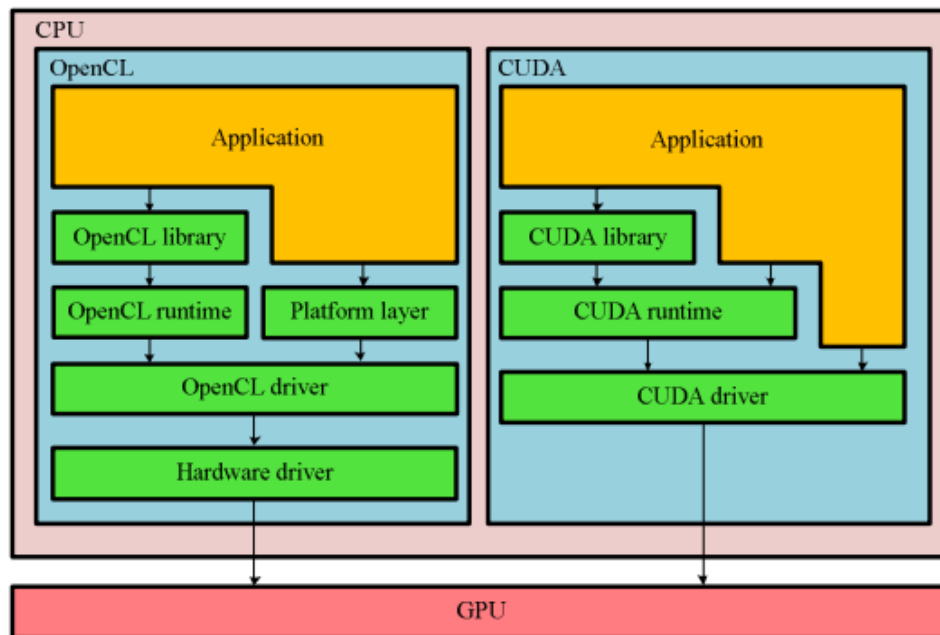 CPU
OpenCL
Application
OpenCL library
OpenCL runtime
Platform layer
OpenCL driver
Hardware driver
CUDA
Application
CUDA library
CUDA runtime
CUDA driver
GPU